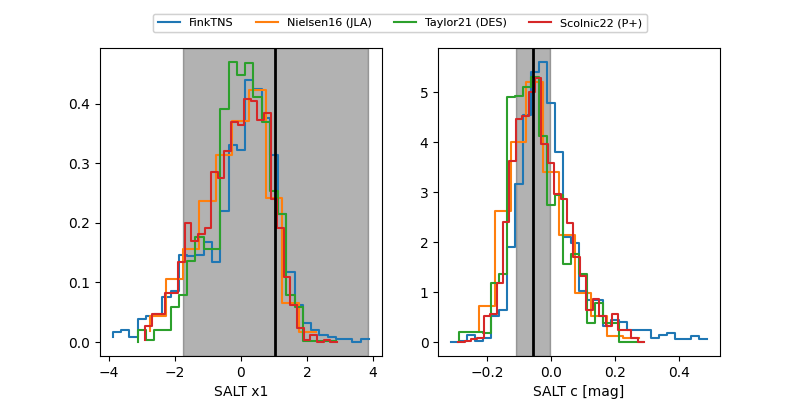 FinkTNS Nielsen16 (JLA) Taylor21 (DES) Scolnic22 (P+)
0.4
0.3
0.2
0.1
0.0
−4 −2 0 2 4
SALT x1
5
4
3
2
1
0
−0.2 0.0 0.2 0.4
SALT c [mag]